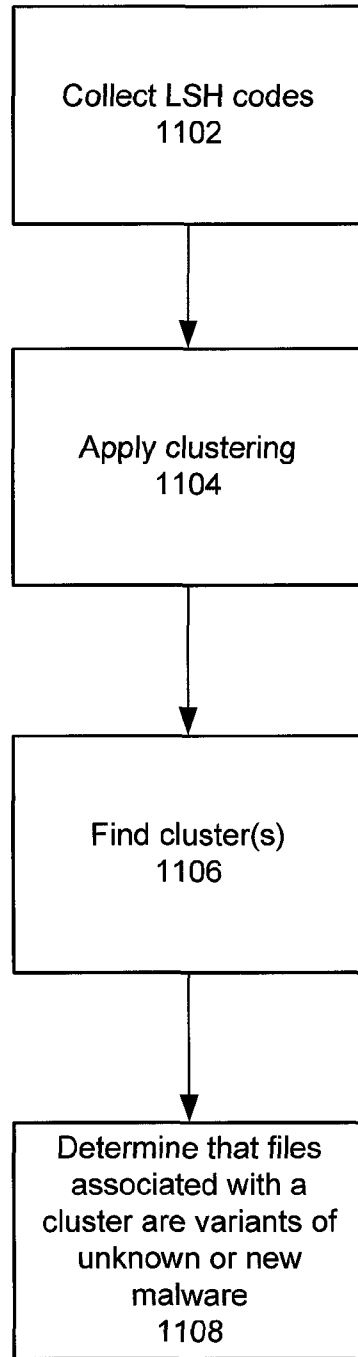 Collect LSH codes
1102
Apply clustering
1104
Find cluster(s)
1106
Determine that files
associated with a
cluster are variants of
unknown or new
malware
1108